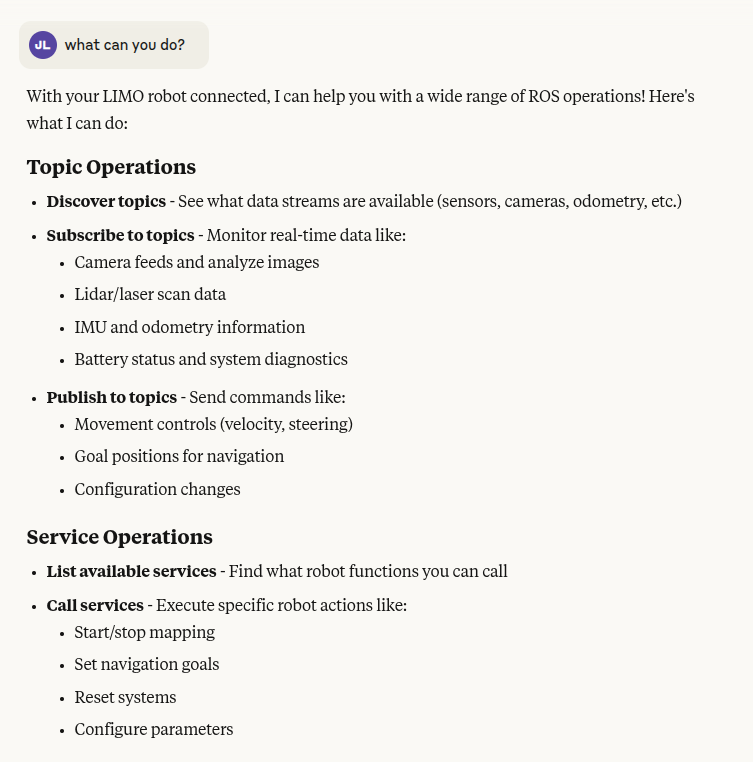 JL what can you do?
With your LIMO robot connected, I can help you with a wide range of ROS operations! Here's
what I can do:
Topic Operations
• Discover topics - See what data streams are available (sensors, cameras, odometry, etc.)
• Subscribe to topics - Monitor real-time data like:
• Camera feeds and analyze images
• Lidar/laser scan data
• IMU and odometry information
• Battery status and system diagnostics
• Publish to topics - Send commands like:
• Movement controls (velocity, steering)
• Goal positions for navigation
• Configuration changes
Service Operations
• List available services - Find what robot functions you can call
• Call services - Execute specific robot actions like:
• Start/stop mapping
• Set navigation goals
• Reset systems
• Configure parameters